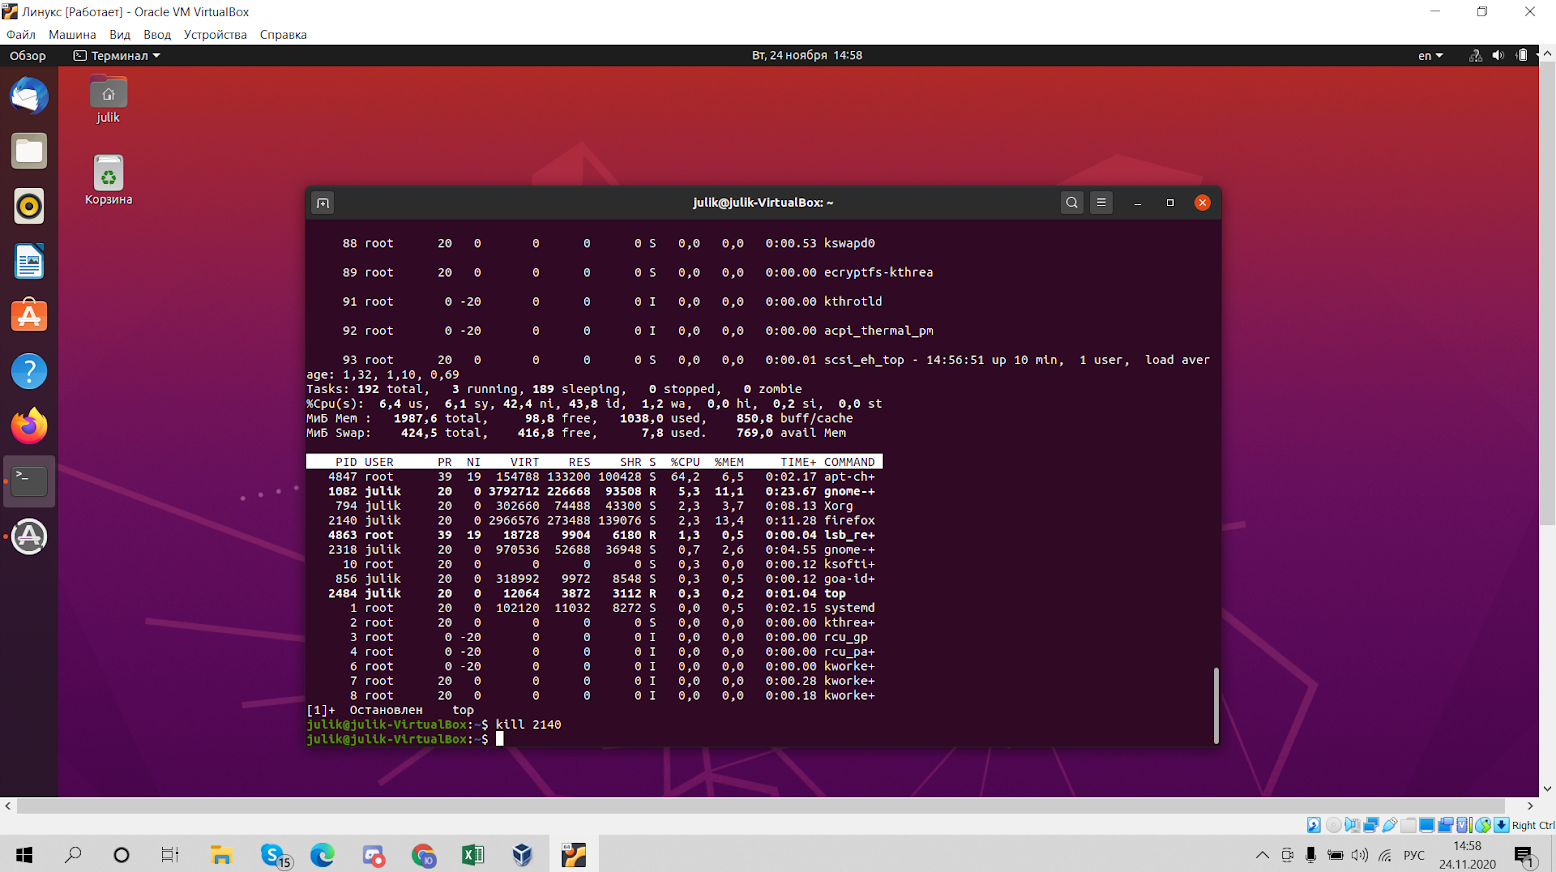 Линукс [Работает] - Oracle VM VirtualBox
Файл Машина Вид Ввод Устройства Справка
Обзор Терминал Вт, 24 ноября 14:58 en
julik
Корзина
julik@julik-VirtualBox: ~
88 root 20 0 0 0 0 S 0,0 0,0 0:00.53 kswapd0
89 root 20 0 0 0 0 S 0,0 0,0 0:00.00 ecryptfs-kthrea
91 root 0 -20 0 0 0 I 0,0 0,0 0:00.00 kthrotld
92 root 0 -20 0 0 0 I 0,0 0,0 0:00.00 acpi_thermal_pm
93 root 20 0 0 0 0 S 0,0 0,0 0:00.01 scsi_eh_top - 14:56:51 up 10 min, 1 user, load aver
age: 1,32, 1,10, 0,69
Tasks: 192 total, 3 running, 189 sleeping, 0 stopped, 0 zombie
%Cpu(s): 6,4 us, 6,1 sy, 42,4 ni, 43,8 id, 1,2 wa, 0,0 hi, 0,2 si, 0,0 st
МиБ Mem : 1987,6 total, 98,8 free, 1038,0 used, 850,8 buff/cache
МиБ Swap: 424,5 total, 416,8 free, 7,8 used. 769,0 avail Mem
PID USER PR NI VIRT RES SHR S %CPU %MEM TIME+ COMMAND
4847 root 39 19 154788 133200 100428 S 64,2 6,5 0:02.17 apt-ch+
1082 julik 20 0 3792712 226668 93508 R 5,3 11,1 0:23.67 gnome-+
794 julik 20 0 302660 74488 43300 S 2,3 3,7 0:08.13 Xorg
2140 julik 20 0 2966576 273488 139076 S 2,3 13,4 0:11.28 firefox
4863 root 39 19 18728 9904 6180 R 1,3 0,5 0:00.04 lsb_re+
2318 julik 20 0 970536 52688 36948 S 0,7 2,6 0:04.55 gnome-+
10 root 20 0 0 0 0 S 0,3 0,0 0:00.12 ksofti+
856 julik 20 0 318992 9972 8548 S 0,3 0,5 0:00.12 goa-id+
2484 julik 20 0 12064 3872 3112 R 0,3 0,2 0:01.04 top
1 root 20 0 102120 11032 8272 S 0,0 0,5 0:02.15 systemd
2 root 20 0 0 0 0 S 0,0 0,0 0:00.00 kthrea+
3 root 0 -20 0 0 0 I 0,0 0,0 0:00.00 rcu_gp
4 root 0 -20 0 0 0 I 0,0 0,0 0:00.00 rcu_pa+
6 root 0 -20 0 0 0 I 0,0 0,0 0:00.00 kworke+
7 root 20 0 0 0 0 I 0,0 0,0 0:00.28 kworke+
8 root 20 0 0 0 0 I 0,0 0,0 0:00.18 kworke+
[1]+ Остановлен top
julik@julik-VirtualBox:~$ kill 2140
julik@julik-VirtualBox:~$
Right Ctrl
15
РУС
14:58
24.11.2020
1